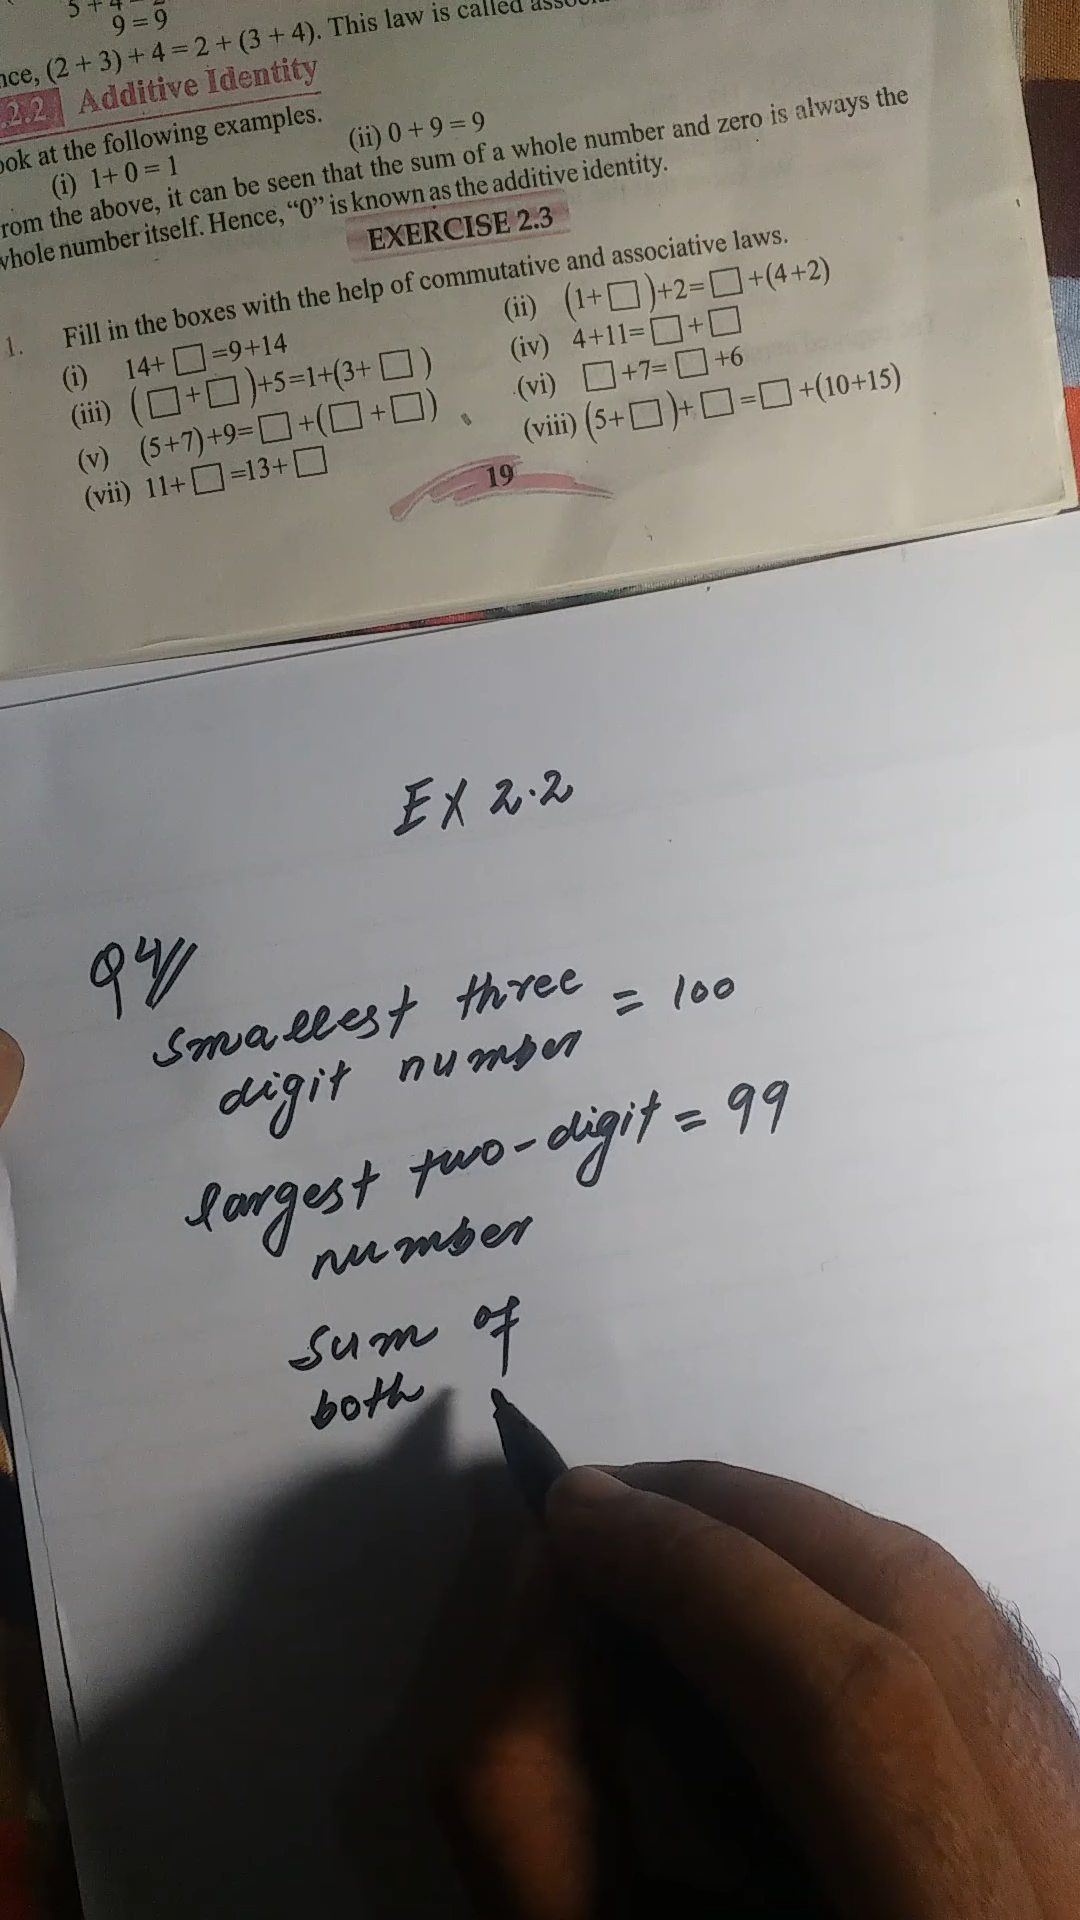 9 = 9
(2 + 3) + 4 = 2 + (3 + 4). This law is called
2.2 Additive Identity
at the following examples.
(i) 1+ 0 = 1 (ii) 0 + 9 = 9
rom the above, it can be seen that the sum of a whole number and zero is always the
whole number itself. Hence, “0” is known as the additive identity.
EXERCISE 2.3
1. Fill in the boxes with the help of commutative and associative laws.
(i) 14+ □ =9+14 (ii) (1+ □ )+2= □ +(4+2)
(iii) ( □ + □ )+5=1+(3+ □ ) (iv) 4+11= □ + □
(v) (5+7)+9= □ +( □ + □ ) (vi) □ +7= □ +6
(vii) 11+ □ =13+ □ (viii) (5+ □ )+ □ = □ +(10+15)
19
EX 2.2
Q4//
smallest three = 100
digit number
largest two-digit = 99
number
sum of
both